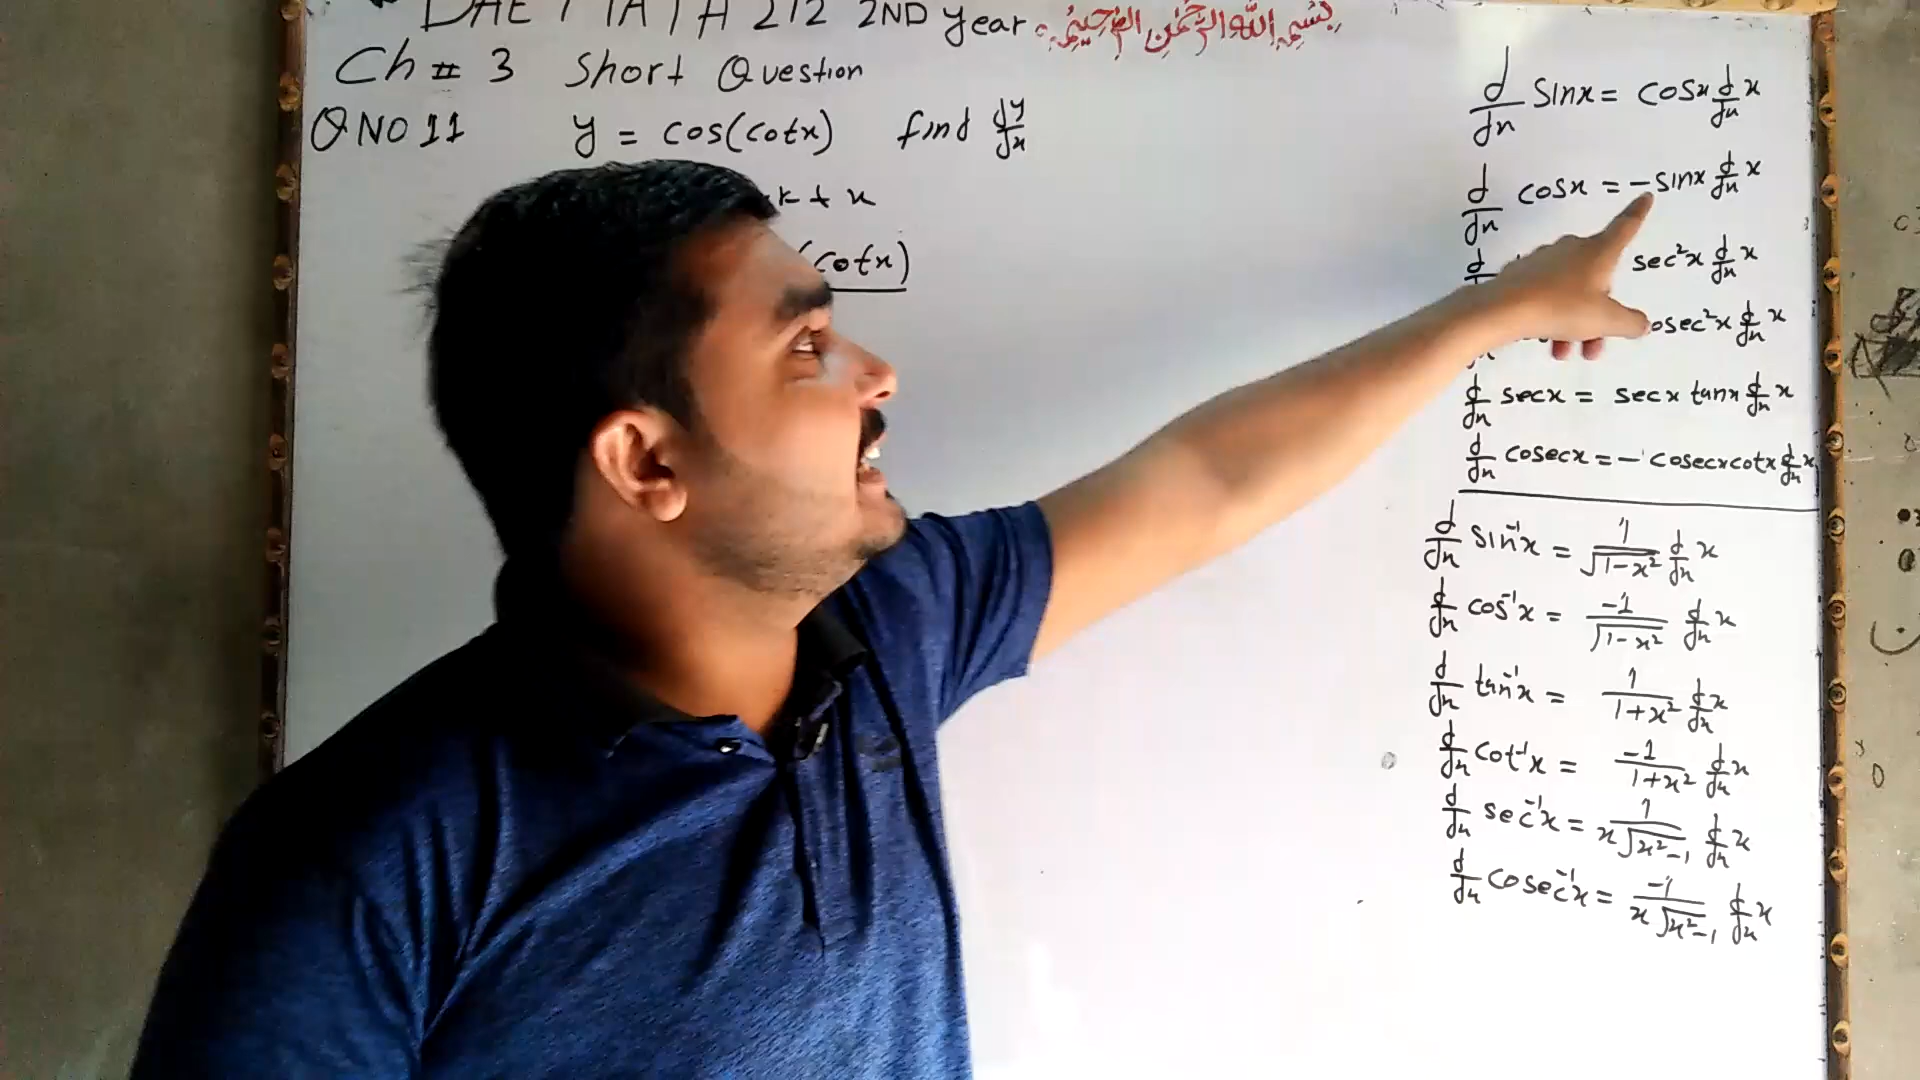 DAE MATH 212 2ND year بِسْمِ اللهِ الرَّحْمٰنِ الرَّحِيْمِ
Ch # 3 Short Question
Q NO 11 y = cos(cotx) find dy/dx
x
(cotx)
d/dx sinx = cosx d/dx x
d/dx cosx = -sinx d/dx x
d/dx sec²x d/dx x
osec²x d/dx x
d/dx secx = secx tanx d/dx x
d/dx cosecx = - cosecxcotx d/dx x
d/dx sin⁻¹x = 1/√(1-x²) d/dx x
d/dx cos⁻¹x = -1/√(1-x²) d/dx x
d/dx tan⁻¹x = 1/(1+x²) d/dx x
d/dx cot⁻¹x = -1/(1+x²) d/dx x
d/dx sec⁻¹x = 1/(x√(x²-1)) d/dx x
d/dx cosec⁻¹x = -1/(x√(x²-1)) d/dx x